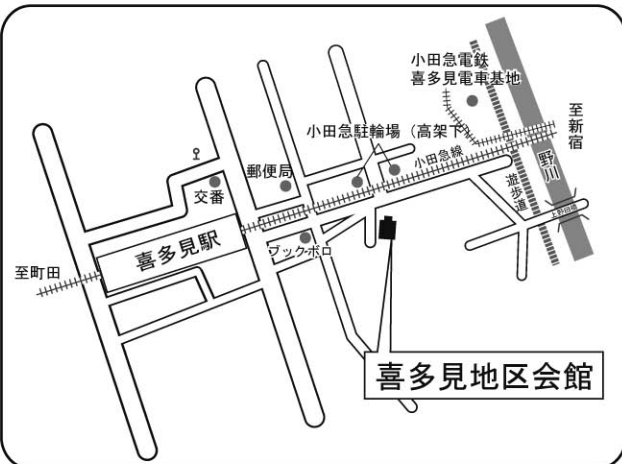 小田急電鉄
喜多見電車基地
至新宿
小田急駐輪場（高架下）
小田急線
野川
遊歩道
郵便局
交番
喜多見駅
ブックボロ
至町田
喜多見地区会館